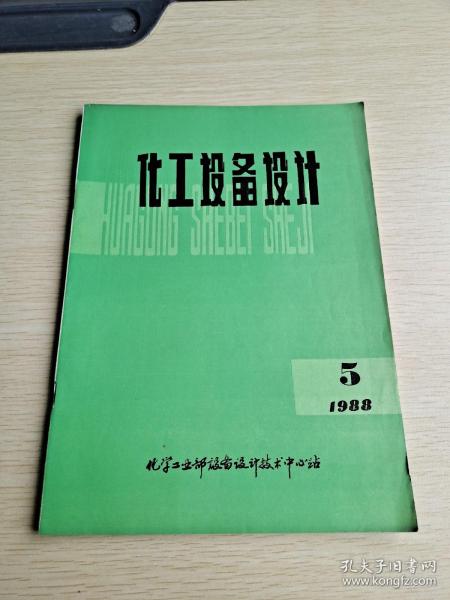 化工设备设计
HUAGONG SHEBEI SHEJI
5
1988
化学工业部设备设计技术中心站
孔夫子旧书网
www.kongfz.com